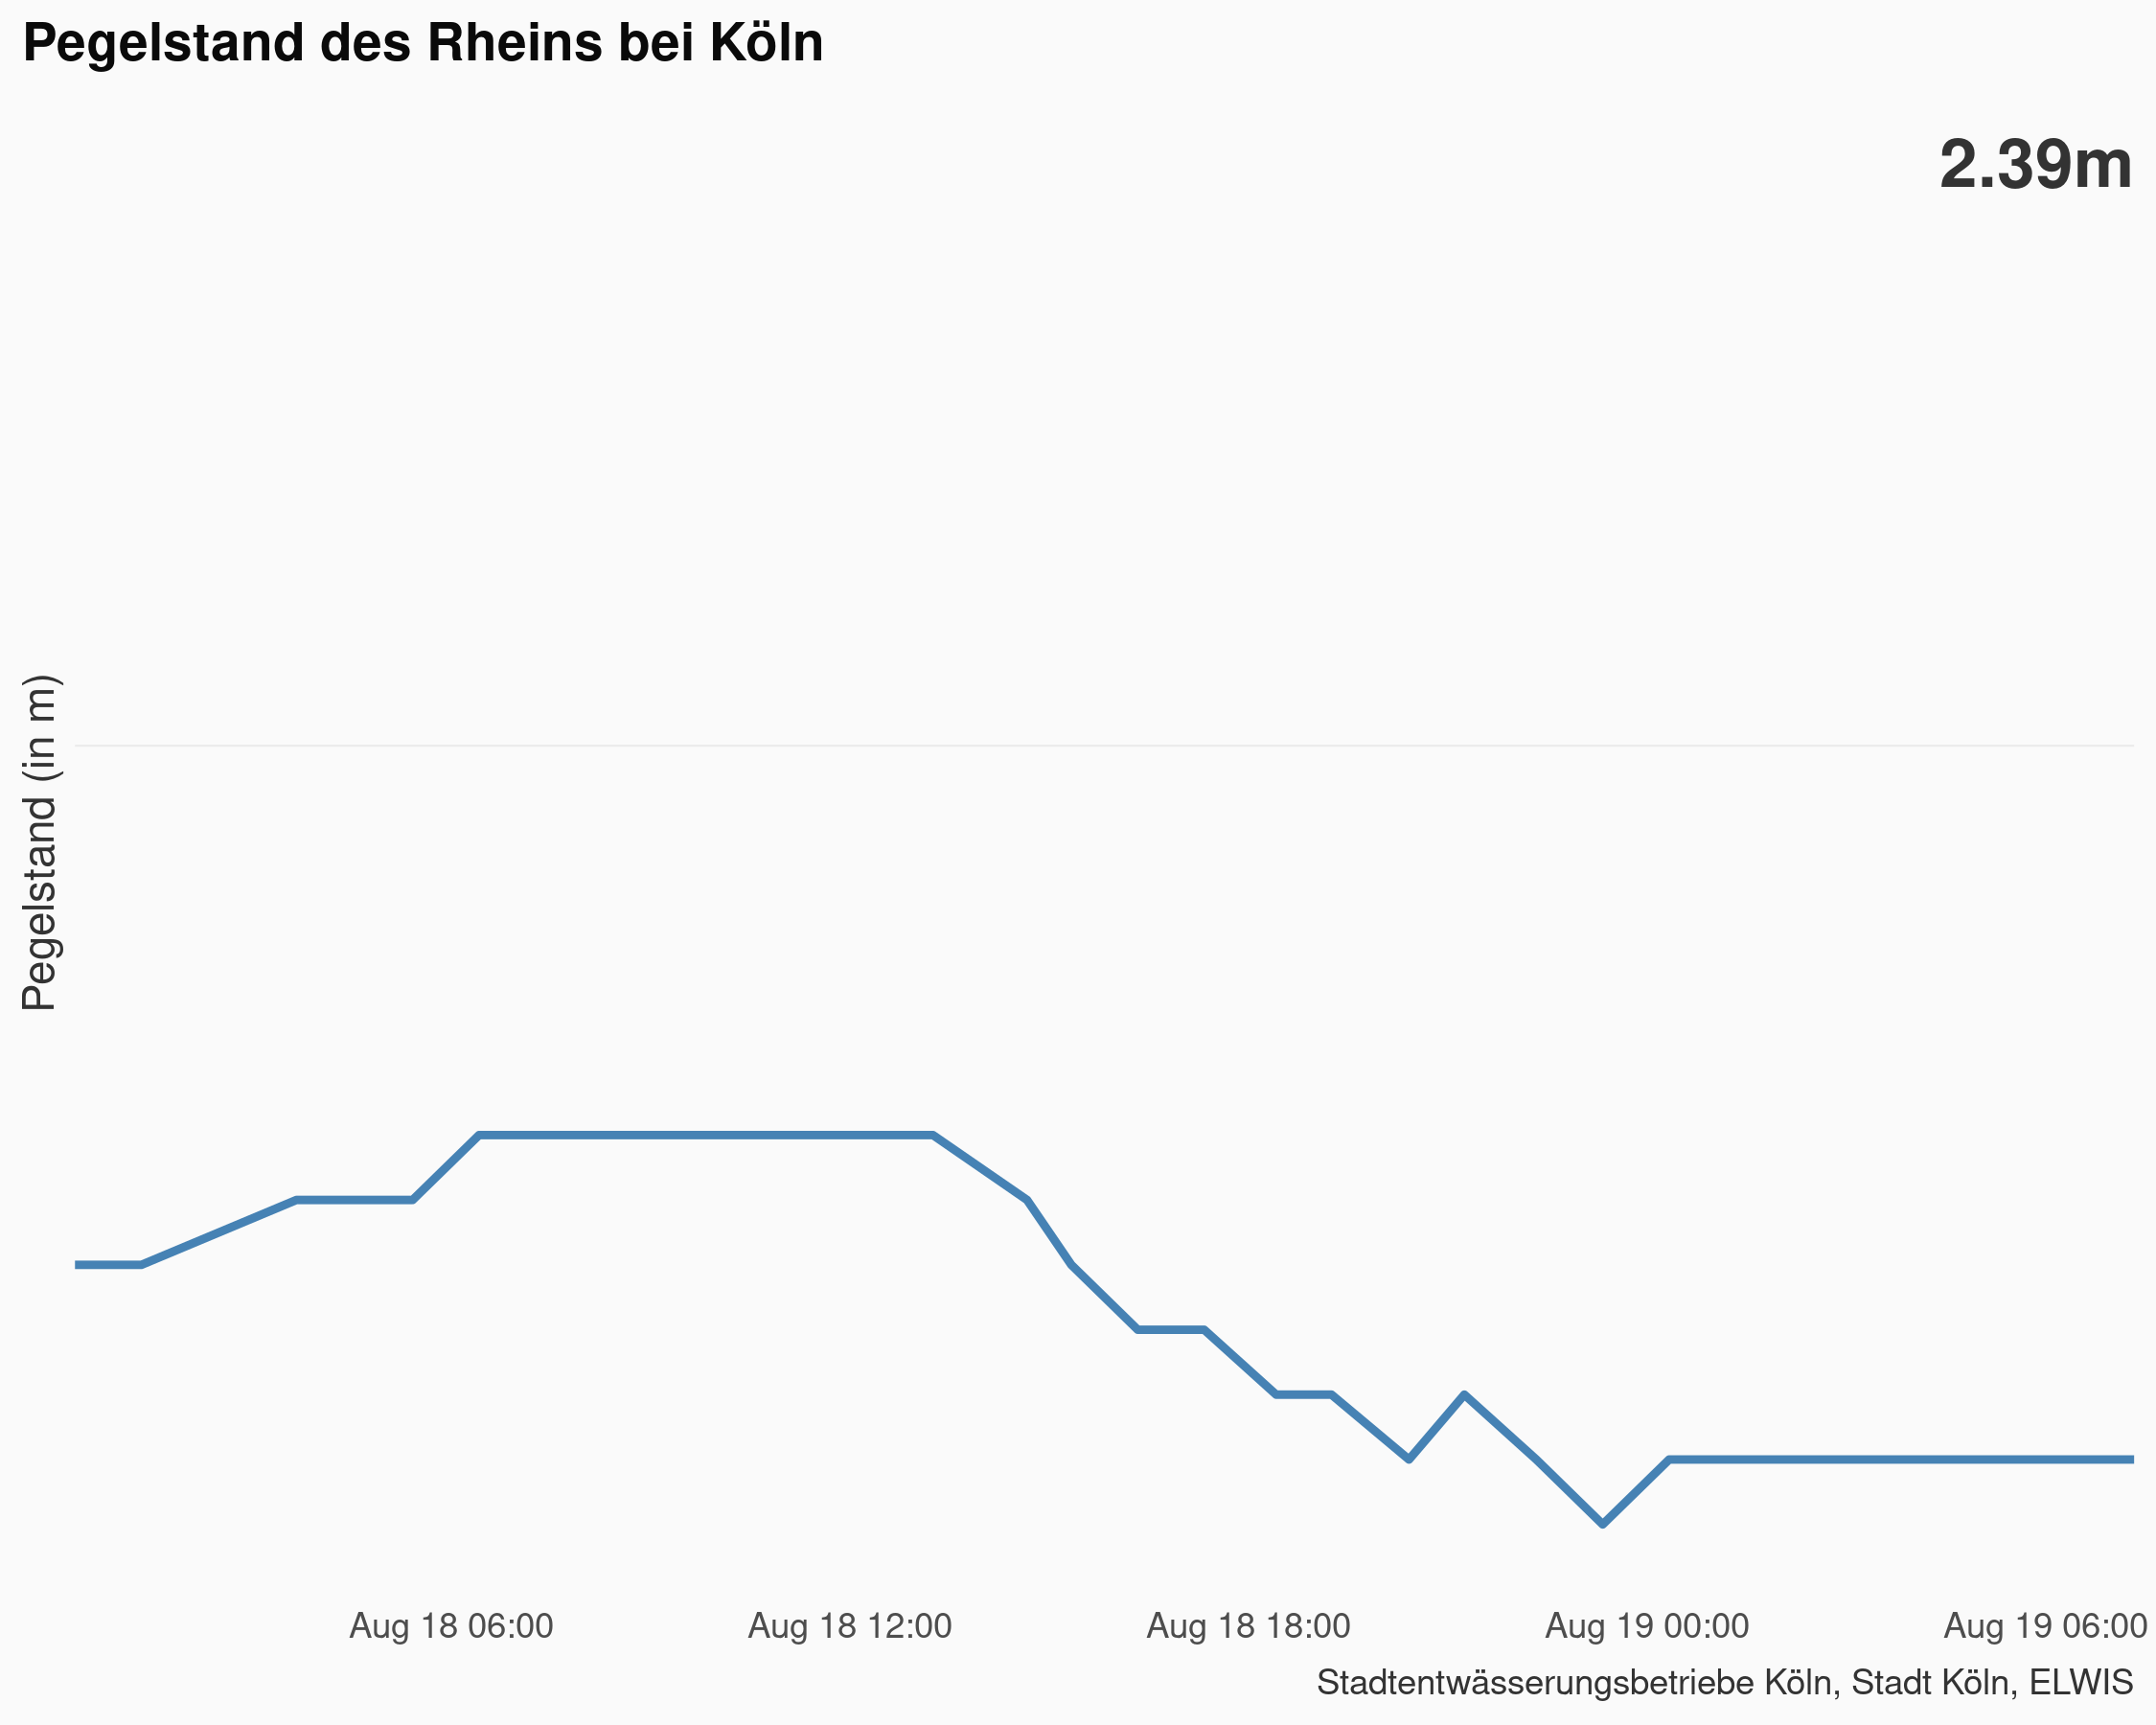 Pegelstand des Rheins bei Köln
2.39m
Pegelstand (in m)
Aug 18 06:00
Aug 18 12:00
Aug 18 18:00
Aug 19 00:00
Aug 19 06:00
Stadtentwässerungsbetriebe Köln, Stadt Köln, ELWIS